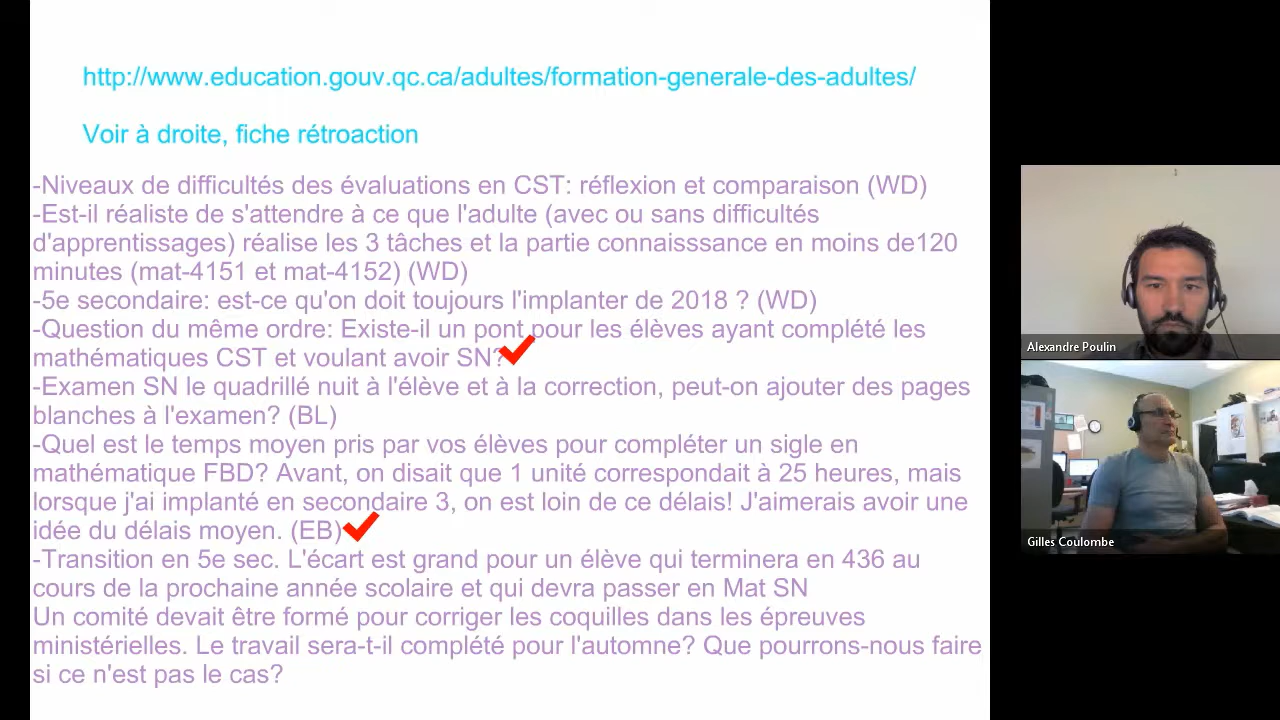 http://www.education.gouv.qc.ca/adultes/formation-generale-des-adultes/
Voir à droite, fiche rétroaction
-Niveaux de difficultés des évaluations en CST: réflexion et comparaison (WD)
-Est-il réaliste de s'attendre à ce que l'adulte (avec ou sans difficultés
d'apprentissages) réalise les 3 tâches et la partie connaisssance en moins de120
minutes (mat-4151 et mat-4152) (WD)
-5e secondaire: est-ce qu'on doit toujours l'implanter de 2018 ? (WD)
-Question du même ordre: Existe-il un pont pour les élèves ayant complété les
mathématiques CST et voulant avoir SN?
-Examen SN le quadrillé nuit à l'élève et à la correction, peut-on ajouter des pages
blanches à l'examen? (BL)
-Quel est le temps moyen pris par vos élèves pour compléter un sigle en
mathématique FBD? Avant, on disait que 1 unité correspondait à 25 heures, mais
lorsque j'ai implanté en secondaire 3, on est loin de ce délais! J'aimerais avoir une
idée du délais moyen. (EB)
-Transition en 5e sec. L'écart est grand pour un élève qui terminera en 436 au
cours de la prochaine année scolaire et qui devra passer en Mat SN
Un comité devait être formé pour corriger les coquilles dans les épreuves
ministérielles. Le travail sera-t-il complété pour l'automne? Que pourrons-nous faire
si ce n'est pas le cas?
Alexandre Poulin
Gilles Coulombe